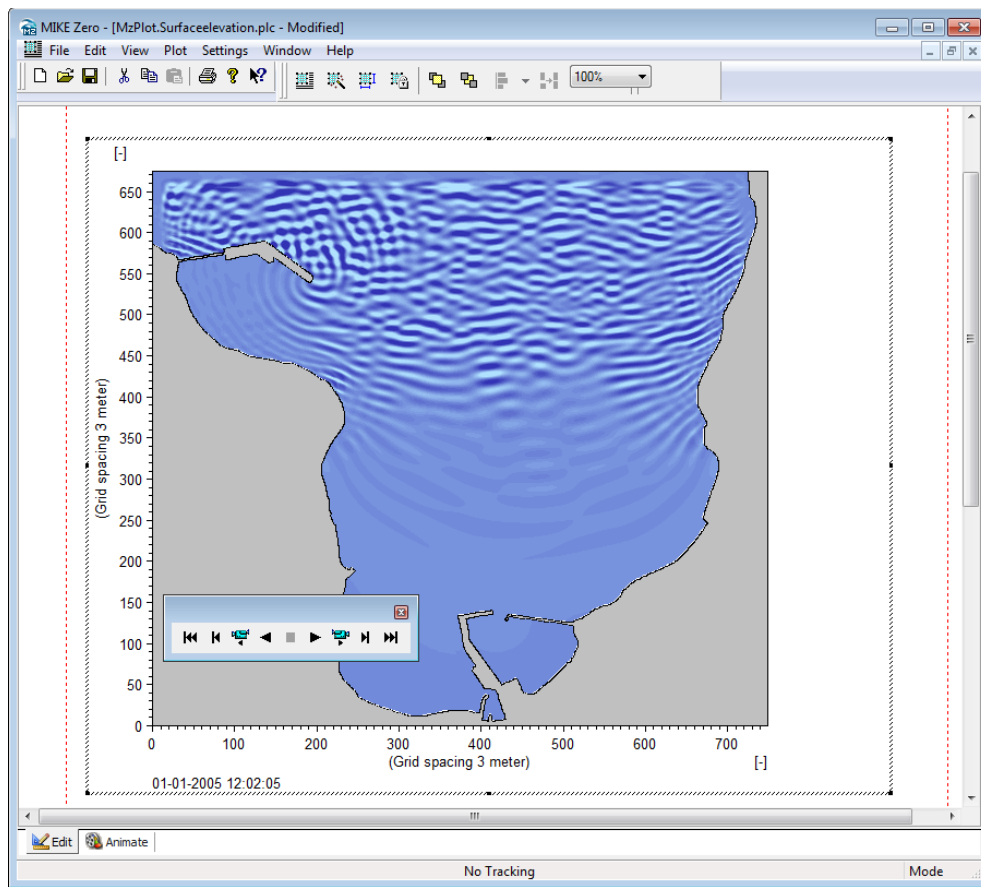 MIKE Zero - [MzPlot.Surfaceelevation.plc - Modified]
File Edit View Plot Settings Window Help
100%
[-]
650
600
550
500
450
400
350
300
250
200
150
100
50
0
(Grid spacing 3 meter)
0 100 200 300 400 500 600 700
(Grid spacing 3 meter) [-]
01-01-2005 12:02:05
Edit Animate
No Tracking Mode